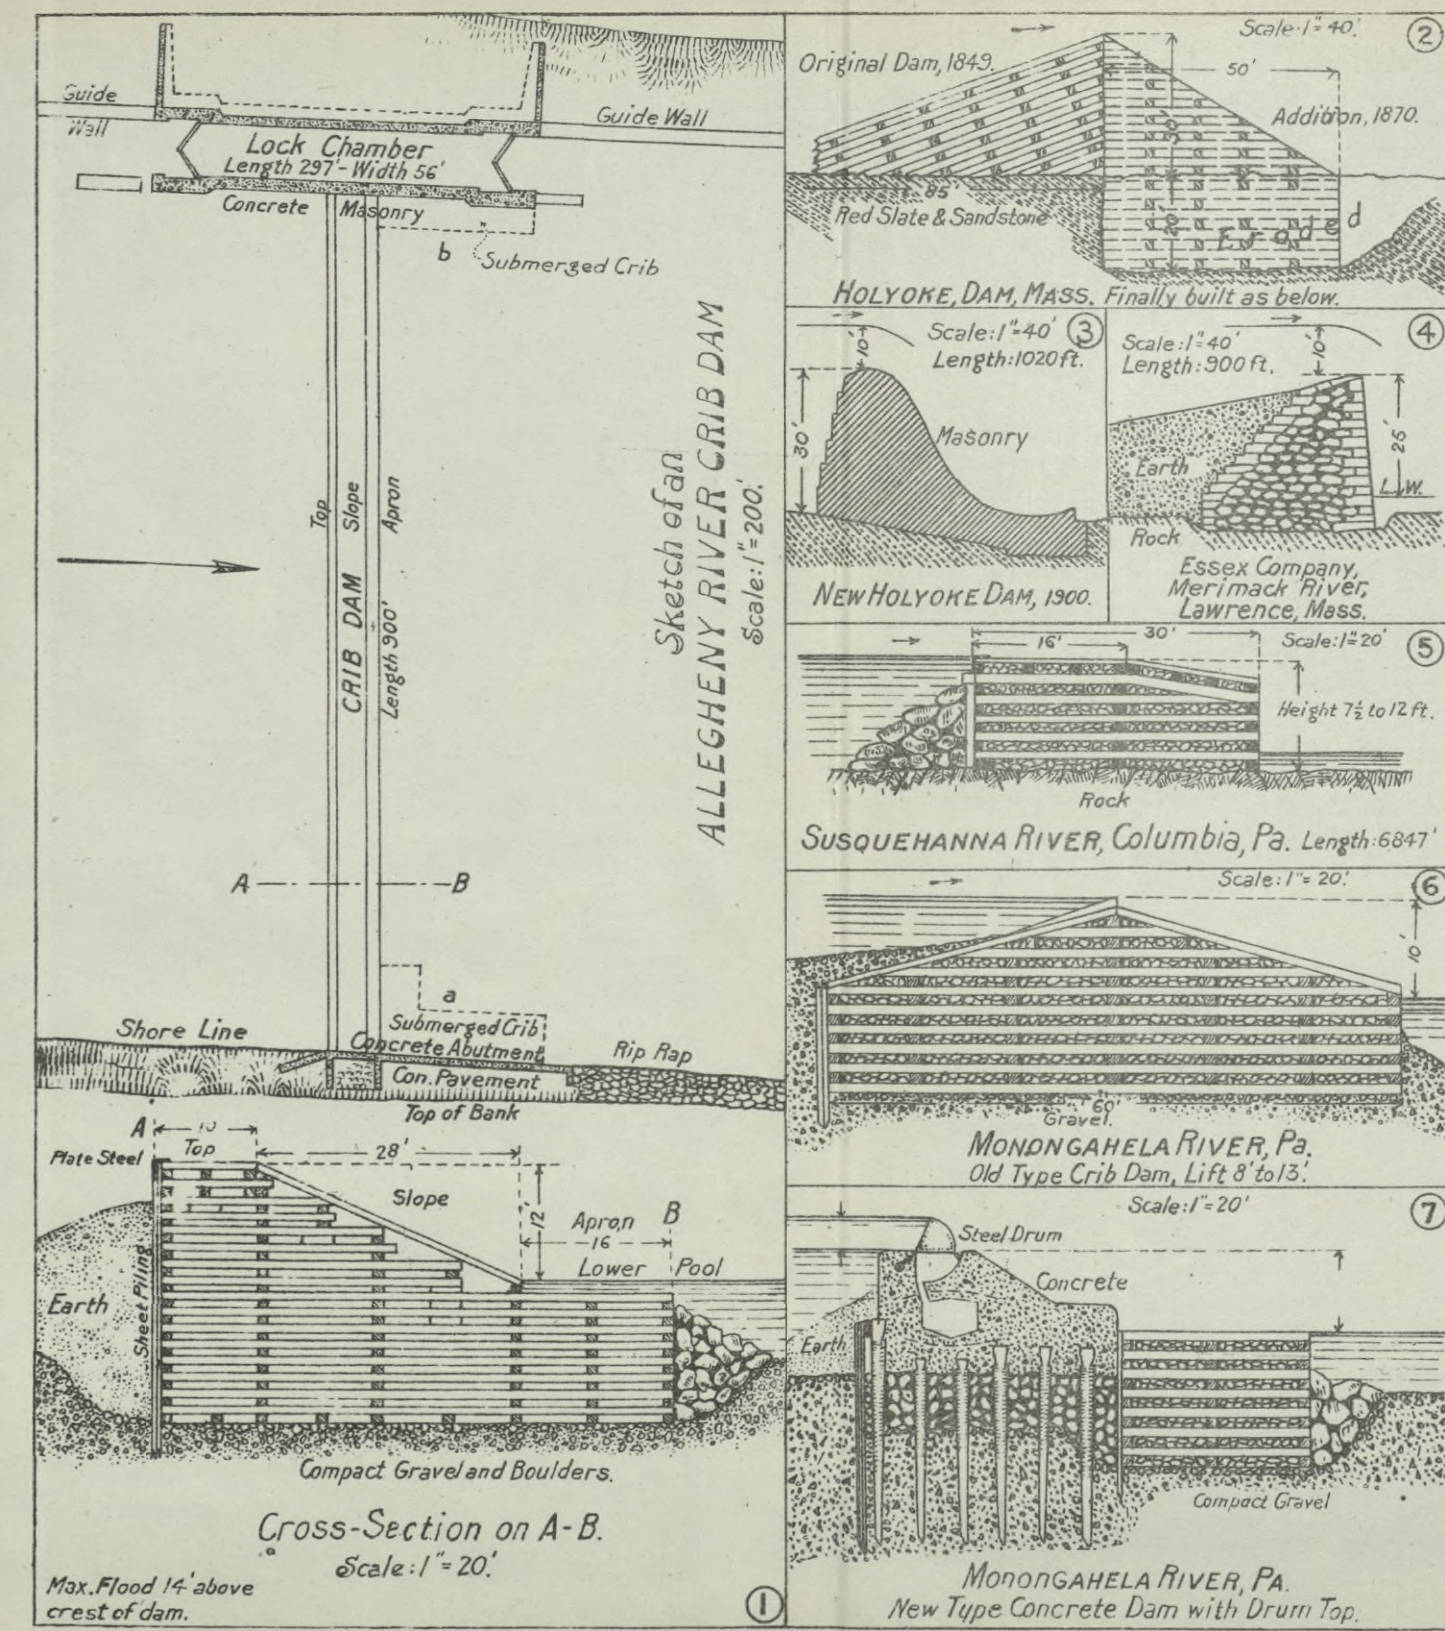 Guide
Wall
Guide Wall
Lock Chamber
Length 297'-Width 56'
Concrete Masonry
b
Submerged Crib
Top
CRIB DAM Slope
Length 900' Apron
Sketch of an
ALLEGHENY RIVER CRIB DAM
Scale: 1"=200'.
A B
a
Submerged Crib
Shore Line
Concrete Abutment
Rip Rap
Con. Pavement
Top of Bank
A 10
Plate Steel
Top
28'
Slope
12'
Apron B
16
Lower Pool
Earth
Sheet Piling
Compact Gravel and Boulders.
Cross-Section on A-B.
Scale: 1"=20'.
Max. Flood 14' above
crest of dam.
1
Scale: 1"=40'.
2
Original Dam, 1849.
50'
30'
Addition, 1870.
85'
Red Slate & Sandstone
20'
Eroded
HOLYOKE, DAM, MASS. Finally built as below.
Scale: 1"=40'
3
Length: 1020 ft.
10'
30'
Masonry
NEW HOLYOKE DAM, 1900.
4
Scale: 1"=40'
Length: 900 ft.
10'
25'
Earth
L.W.
Rock
Essex Company,
Merimack River,
Lawrence, Mass.
30'
16'
Scale: 1"=20'
5
Height 7½ to 12 ft.
Rock
SUSQUEHANNA RIVER, Columbia, Pa. Length: 6847'
Scale: 1"=20'.
6
10'
60'
Gravel.
MONONGAHELA RIVER, Pa.
Old Type Crib Dam, Lift 8' to 13'.
Scale: 1"=20'
7
Steel Drum
Concrete
Earth
Compact Gravel
MONONGAHELA RIVER, PA.
New Type Concrete Dam with Drum Top.